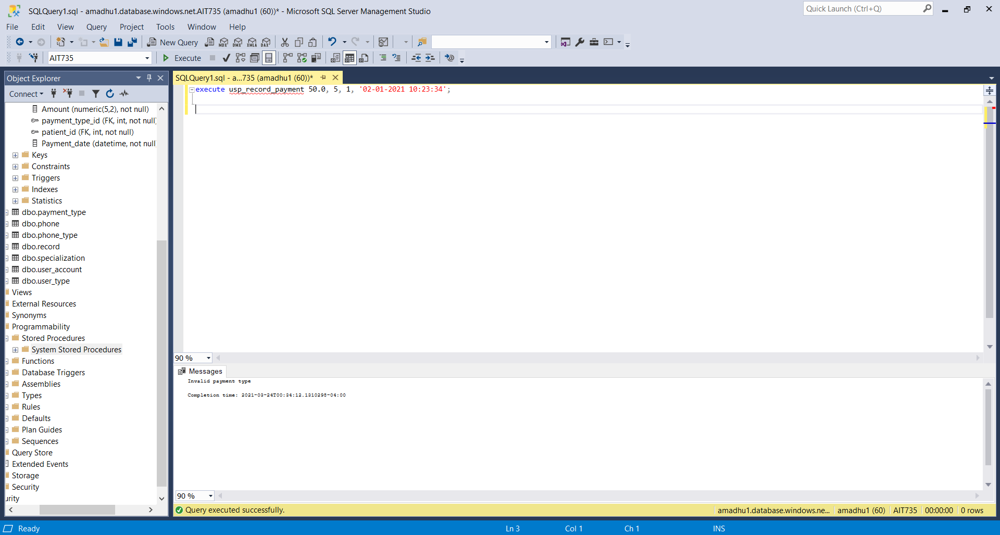 SQLQuery1.sql - amadhu1.database.windows.net.AIT735 (amadhu1 (60))* - Microsoft SQL Server Management Studio
Quick Launch (Ctrl+Q)
File Edit View Query Project Tools Window Help
New Query
MDX DMX XMLA DAX
AIT735
Execute
Object Explorer
SQLQuery1.sql - a...735 (amadhu1 (60))*
Connect
execute usp_record_payment 50.0, 5, 1, '02-01-2021 10:23:34';
Amount (numeric(5,2), not null)
payment_type_id (FK, int, not null)
patient_id (FK, int, not null)
Payment_date (datetime, not null)
Keys
Constraints
Triggers
Indexes
Statistics
dbo.payment_type
dbo.phone
dbo.phone_type
dbo.record
dbo.specialization
dbo.user_account
dbo.user_type
Views
External Resources
Synonyms
Programmability
Stored Procedures
System Stored Procedures
Functions
Database Triggers
Assemblies
Types
Rules
Defaults
Plan Guides
Sequences
Query Store
Extended Events
Storage
Security
urity
90 %
Messages
Invalid payment type
Completion time: 2021-03-24T00:34:12.1310298-04:00
90 %
Query executed successfully.
amadhu1.database.windows.ne... amadhu1 (60) AIT735 00:00:00 0 rows
Ready
Ln 3 Col 1 Ch 1 INS